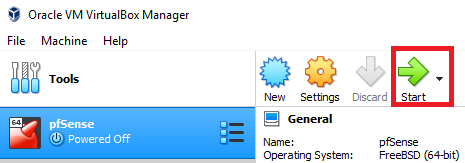 Oracle VM VirtualBox Manager
File Machine Help
Tools
New Settings Discard Start
64
pfSense
Powered Off
General
Name: pfSense
Operating System: FreeBSD (64-bit)